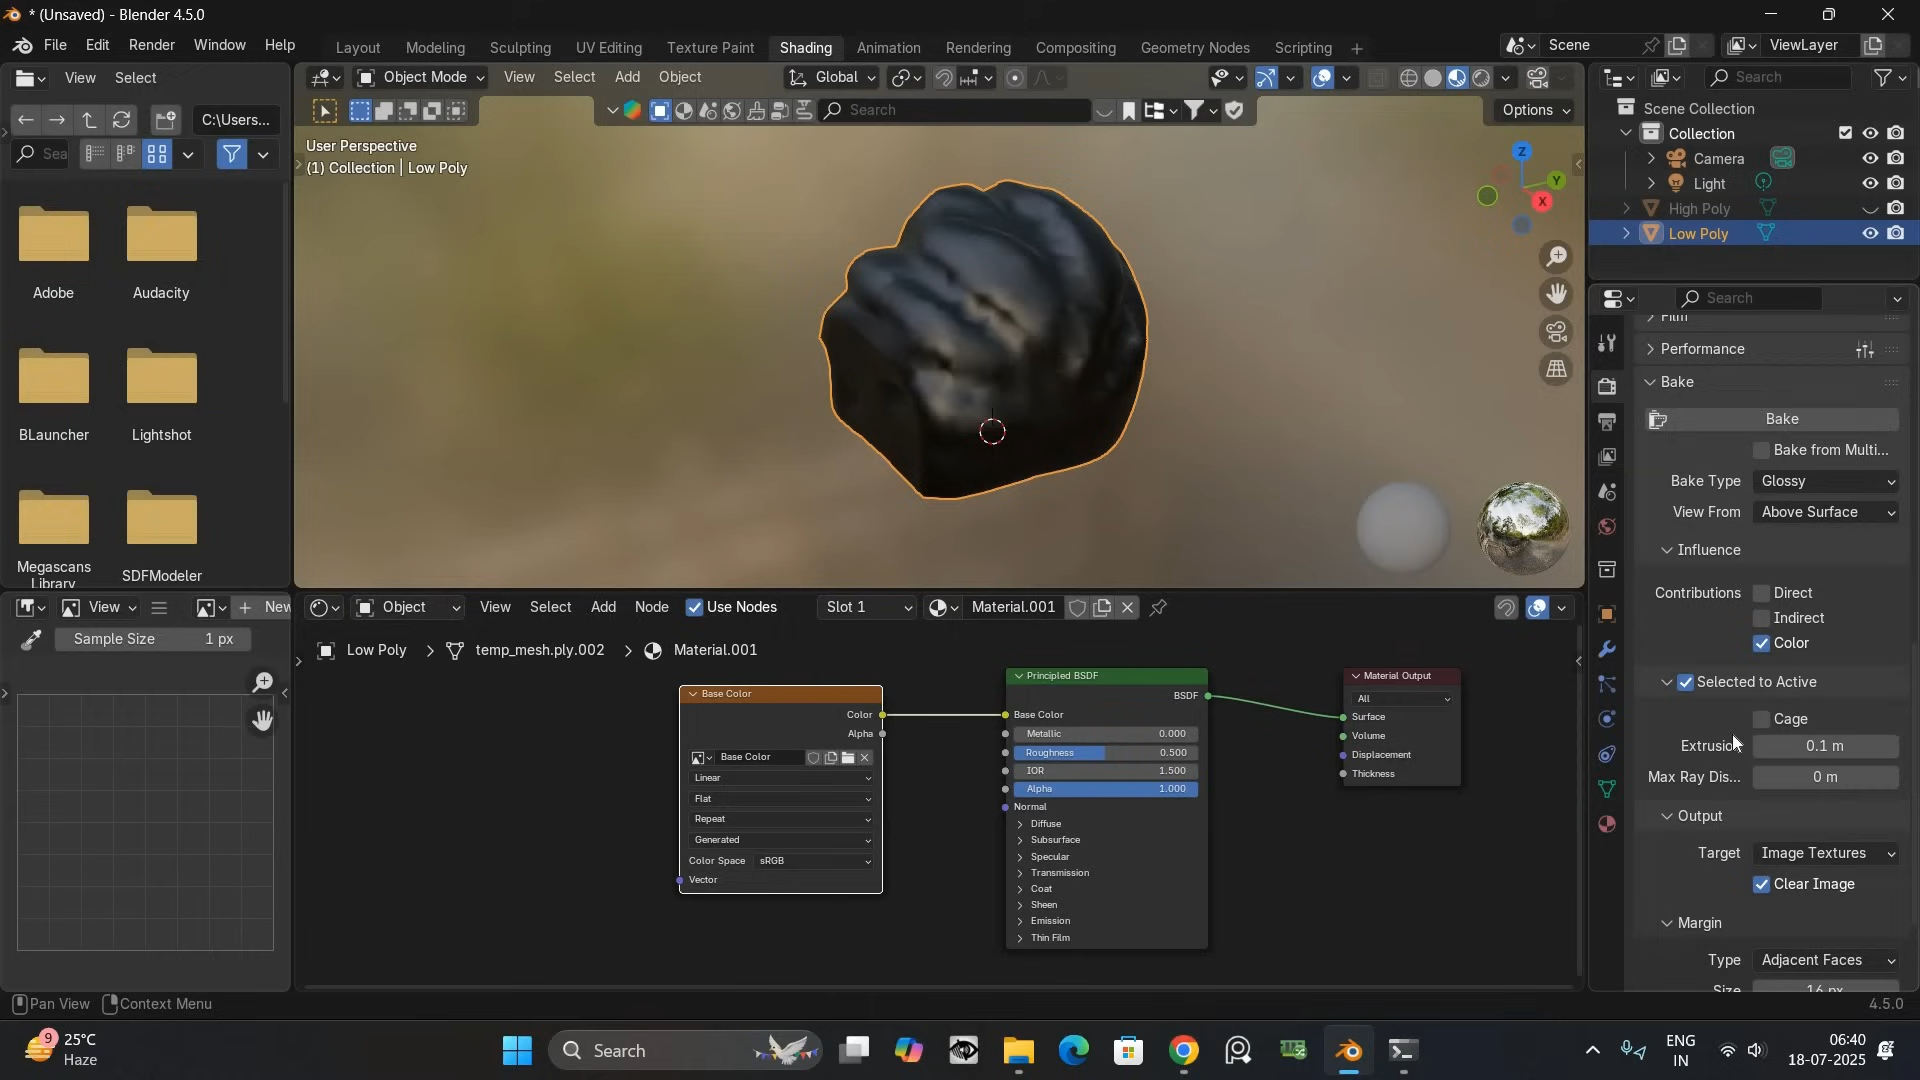 * (Unsaved) - Blender 4.5.0
File Edit Render Window Help
Layout Modeling Sculpting UV Editing Texture Paint Shading Animation Rendering Compositing Geometry Nodes Scripting +
Scene
ViewLayer
View Select
Object Mode View Select Add Object
Global
Search
C:\Users...
Search
Options
Sea
User Perspective
(1) Collection | Low Poly
Z
Y
X
Adobe
Audacity
BLauncher
Lightshot
Megascans
Library
SDFModeler
Scene Collection
Collection
Camera
Light
High Poly
Low Poly
Search
Film
Performance
Bake
Bake
Bake from Multi...
Bake Type Glossy
View From Above Surface
Influence
Contributions Direct
Indirect
Color
Selected to Active
Cage
Extrusio 0.1 m
Max Ray Dis... 0 m
Output
Target Image Textures
Clear Image
Margin
Type Adjacent Faces
Size 16 px
View
New
Sample Size 1 px
Object View Select Add Node Use Nodes Slot 1 Material.001
Low Poly temp_mesh.ply.002 Material.001
Base Color
Color
Alpha
Base Color
Linear
Flat
Repeat
Generated
Color Space sRGB
Vector
Principled BSDF
BSDF
Base Color
Metallic 0.000
Roughness 0.500
IOR 1.500
Alpha 1.000
Normal
Diffuse
Subsurface
Specular
Transmission
Coat
Sheen
Emission
Thin Film
Material Output
All
Surface
Volume
Displacement
Thickness
Pan View Context Menu
4.5.0
9
25°C
Haze
Search
ENG
IN
06:40
18-07-2025